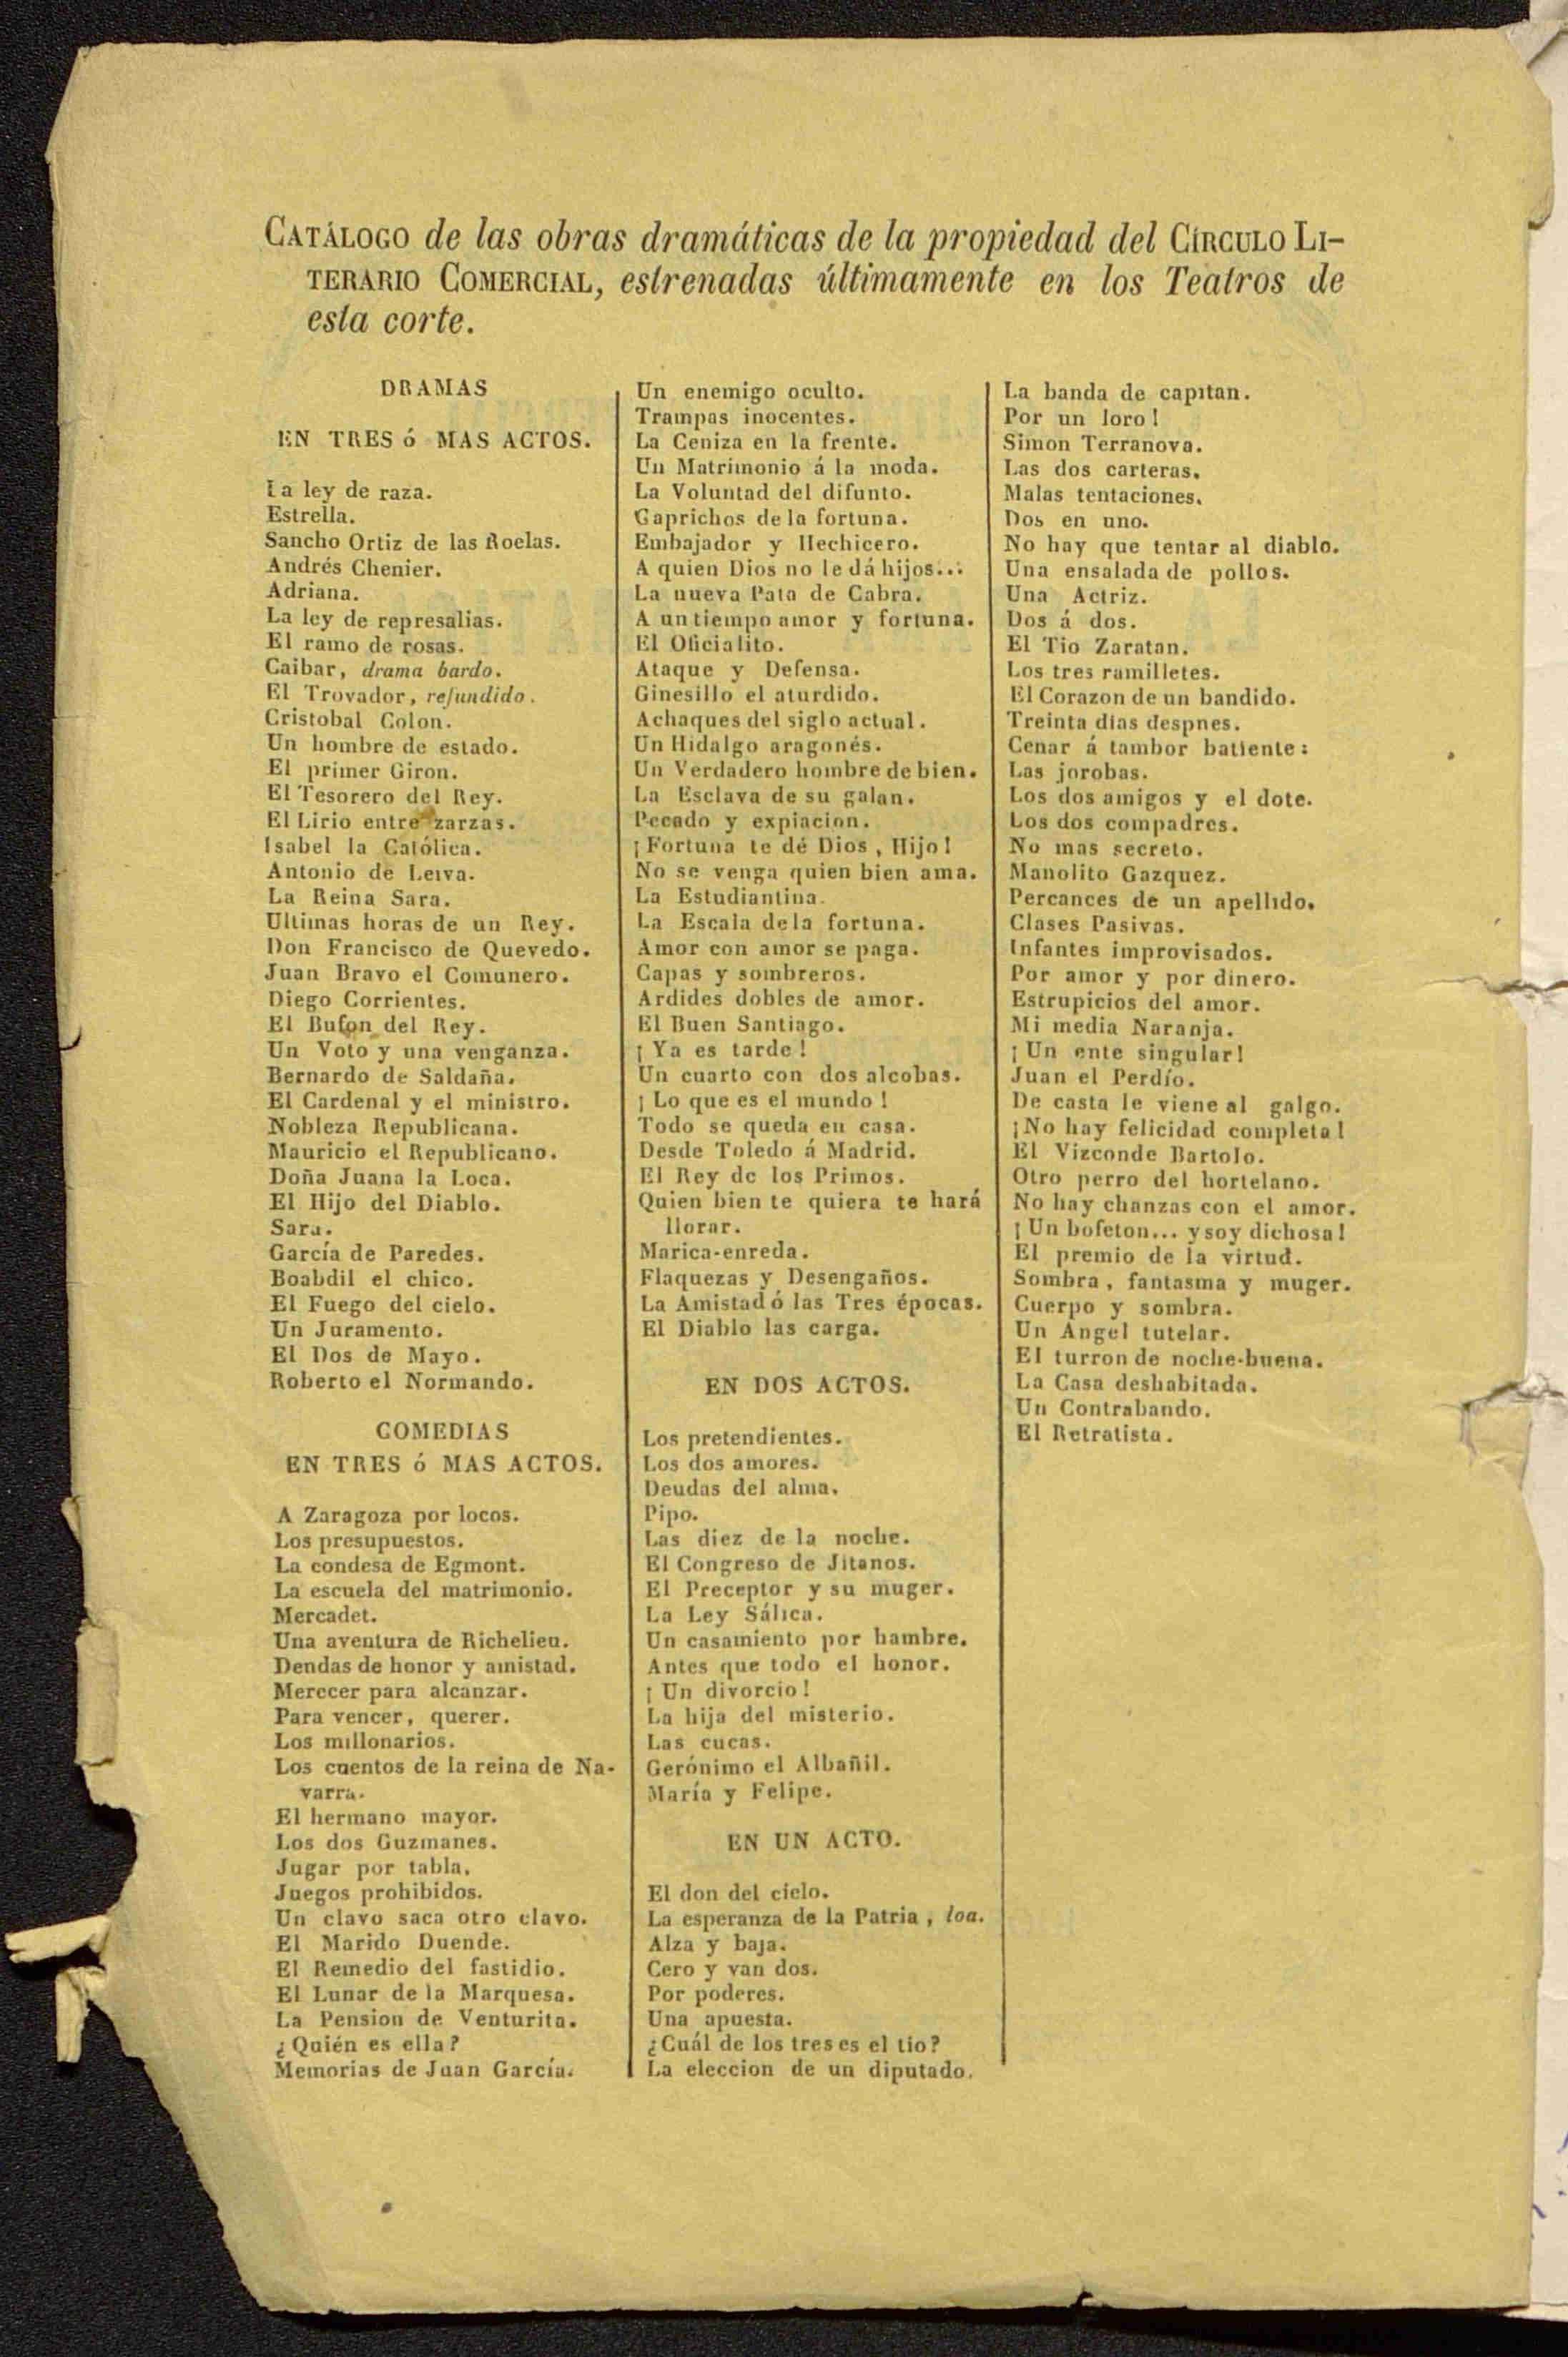 CATÁLOGO de las obras dramáticas de la propiedad del CÍRCULO LI-
TERARIO COMERCIAL, estrenadas últimamente en los Teatros de
esta corte.
DRAMAS
EN TRES ó MAS ACTOS.
La ley de raza.
Estrella.
Sancho Ortiz de las Roelas.
Andrés Chenier.
Adriana.
La ley de represalias.
El ramo de rosas.
Caibar, drama bardo.
El Trovador, refundido.
Cristobal Colon.
Un hombre de estado.
El primer Giron.
El Tesorero del Rey.
El Lirio entre zarzas.
Isabel la Católica.
Antonio de Leiva.
La Reina Sara.
Ultimas horas de un Rey.
Don Francisco de Quevedo.
Juan Bravo el Comunero.
Diego Corrientes.
El Bufon del Rey.
Un Voto y una venganza.
Bernardo de Saldaña.
El Cardenal y el ministro.
Nobleza Republicana.
Mauricio el Republicano.
Doña Juana la Loca.
El Hijo del Diablo.
Sara.
García de Paredes.
Boabdil el chico.
El Fuego del cielo.
Un Juramento.
El Dos de Mayo.
Roberto el Normando.
COMEDIAS
EN TRES ó MAS ACTOS.
A Zaragoza por locos.
Los presupuestos.
La condesa de Egmont.
La escuela del matrimonio.
Mercadet.
Una aventura de Richelieu.
Dendas de honor y amistad.
Merecer para alcanzar.
Para vencer, querer.
Los millonarios.
Los cuentos de la reina de Na-
varra.
El hermano mayor.
Los dos Guzmanes.
Jugar por tabla.
Juegos prohibidos.
Un clavo saca otro clavo.
El Marido Duende.
El Remedio del fastidio.
El Lunar de la Marquesa.
La Pension de Venturita.
¿Quién es ella?
Memorias de Juan García.
Un enemigo oculto.
Trampas inocentes.
La Ceniza en la frente.
Un Matrimonio á la moda.
La Voluntad del difunto.
Caprichos de la fortuna.
Embajador y Hechicero.
A quien Dios no le dá hijos...
La nueva Pata de Cabra.
A un tiempo amor y fortuna.
El Oficialito.
Ataque y Defensa.
Ginesillo el aturdido.
Achaques del siglo actual.
Un Hidalgo aragonés.
Un Verdadero hombre de bien.
La Esclava de su galan.
Pecado y expiacion.
¡Fortuna te dé Dios, Hijo!
No se venga quien bien ama.
La Estudiantina.
La Escala de la fortuna.
Amor con amor se paga.
Capas y sombreros.
Ardides dobles de amor.
El Buen Santiago.
¡Ya es tarde!
Un cuarto con dos alcobas.
¡Lo que es el mundo!
Todo se queda en casa.
Desde Toledo á Madrid.
El Rey de los Primos.
Quien bien te quiera te hará
llorar.
Marica-enreda.
Flaquezas y Desengaños.
La Amistad ó las Tres épocas.
El Diablo las carga.
EN DOS ACTOS.
Los pretendientes.
Los dos amores.
Deudas del alma.
Pipo.
Las diez de la noche.
El Congreso de Jitanos.
El Preceptor y su muger.
La Ley Sálica.
Un casamiento por hambre.
Antes que todo el honor.
¡Un divorcio!
La hija del misterio.
Las cucas.
Gerónimo el Albañil.
María y Felipe.
EN UN ACTO.
El don del cielo.
La esperanza de la Patria, loa.
Alza y baja.
Cero y van dos.
Por poderes.
Una apuesta.
¿Cuál de los tres es el tio?
La eleccion de un diputado.
La banda de capitan.
Por un loro!
Simon Terranova.
Las dos carteras.
Malas tentaciones.
Dos en uno.
No hay que tentar al diablo.
Una ensalada de pollos.
Una Actriz.
Dos á dos.
El Tio Zaratan.
Los tres ramilletes.
El Corazon de un bandido.
Treinta dias despnes.
Cenar á tambor batiente:
Las jorobas.
Los dos amigos y el dote.
Los dos compadres.
No mas secreto.
Manolito Gazquez.
Percances de un apellido.
Clases Pasivas.
Infantes improvisados.
Por amor y por dinero.
Estrupicios del amor.
Mi media Naranja.
¡Un ente singular!
Juan el Perdío.
De casta le viene al galgo.
¡No hay felicidad completa!
El Vizconde Bartolo.
Otro perro del hortelano.
No hay chanzas con el amor.
¡Un bofeton... y soy dichosa!
El premio de la virtud.
Sombra, fantasma y muger.
Cuerpo y sombra.
Un Angel tutelar.
El turron de noche-buena.
La Casa deshabitada.
Un Contrabando.
El Retratista.